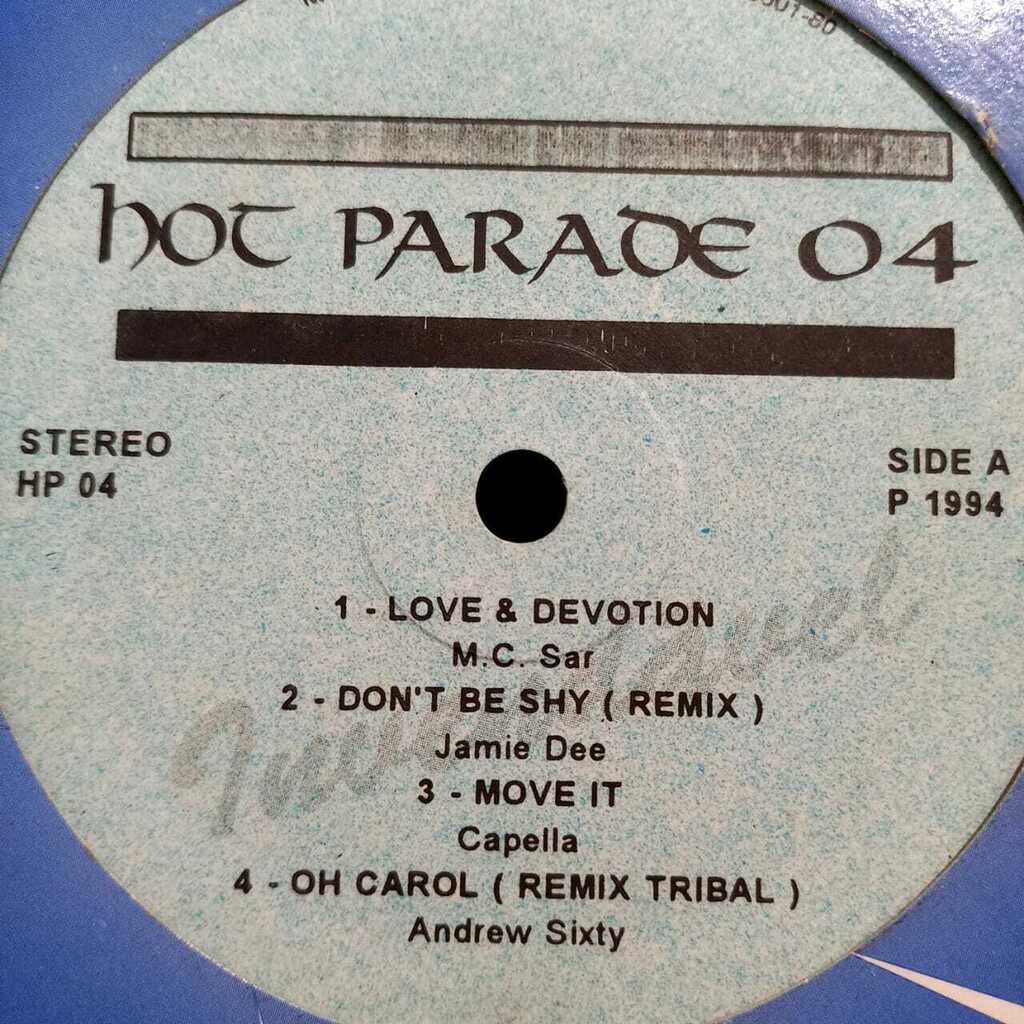 HOT PARADE 04
STEREO
HP 04
SIDE A
P 1994
1 - LOVE & DEVOTION
M.C. Sar
2 - DON'T BE SHY ( REMIX )
Jamie Dee
3 - MOVE IT
Capella
4 - OH CAROL ( REMIX TRIBAL )
Andrew Sixty